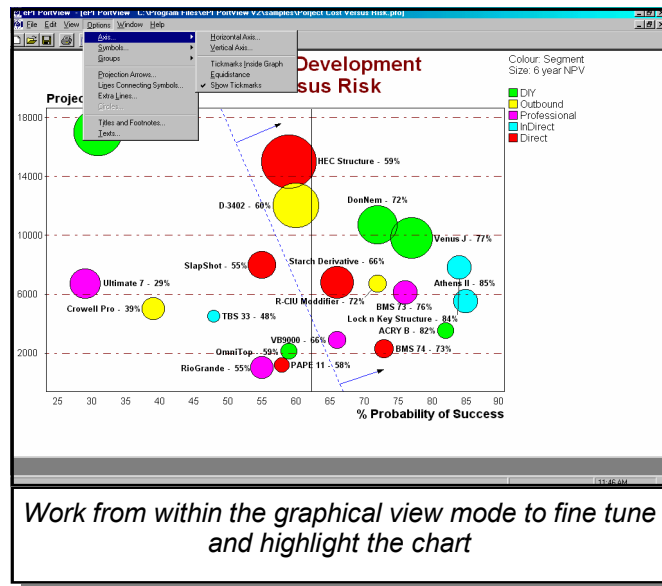 ePI PortView - [ePI PortView - C:\Program Files\ePI PortView V2\samples\Porject Cost Versus Risk.pro]
File Edit View Options Window Help
Axis...
Symbols...
Groups
Projection Arrows...
Lines Connecting Symbols...
Extra Lines...
Circles...
Titles and Footnotes...
Texts...
Horizontal Axis...
Vertical Axis...
Tickmarks Inside Graph
Equidistance
✓ Show Tickmarks
Development
sus Risk
Colour: Segment
Size: 6 year NPV
DIY
Outbound
Professional
InDirect
Direct
Projec
18000
14000
10000
6000
2000
HEC Structure - 59%
D-3402 - 60%
DonNem - 72%
Venus J - 77%
SlapShot - 55%
Starch Derivative - 66%
Ultimate 7 - 29%
Athens II - 85%
R-CIU Moddifier - 72%
BMS 73 - 76%
Crowell Pro - 39%
TBS 33 - 48%
Lock n Key Structure - 84%
ACRY B - 82%
VB9000 - 66%
OmniTop - 59%
BMS 74 - 73%
RioGrande - 55%
PAPE 11 - 58%
25 30 35 40 45 50 55 60 65 70 75 80 85 90
% Probability of Success
11:46 AM
Work from within the graphical view mode to fine tune
and highlight the chart